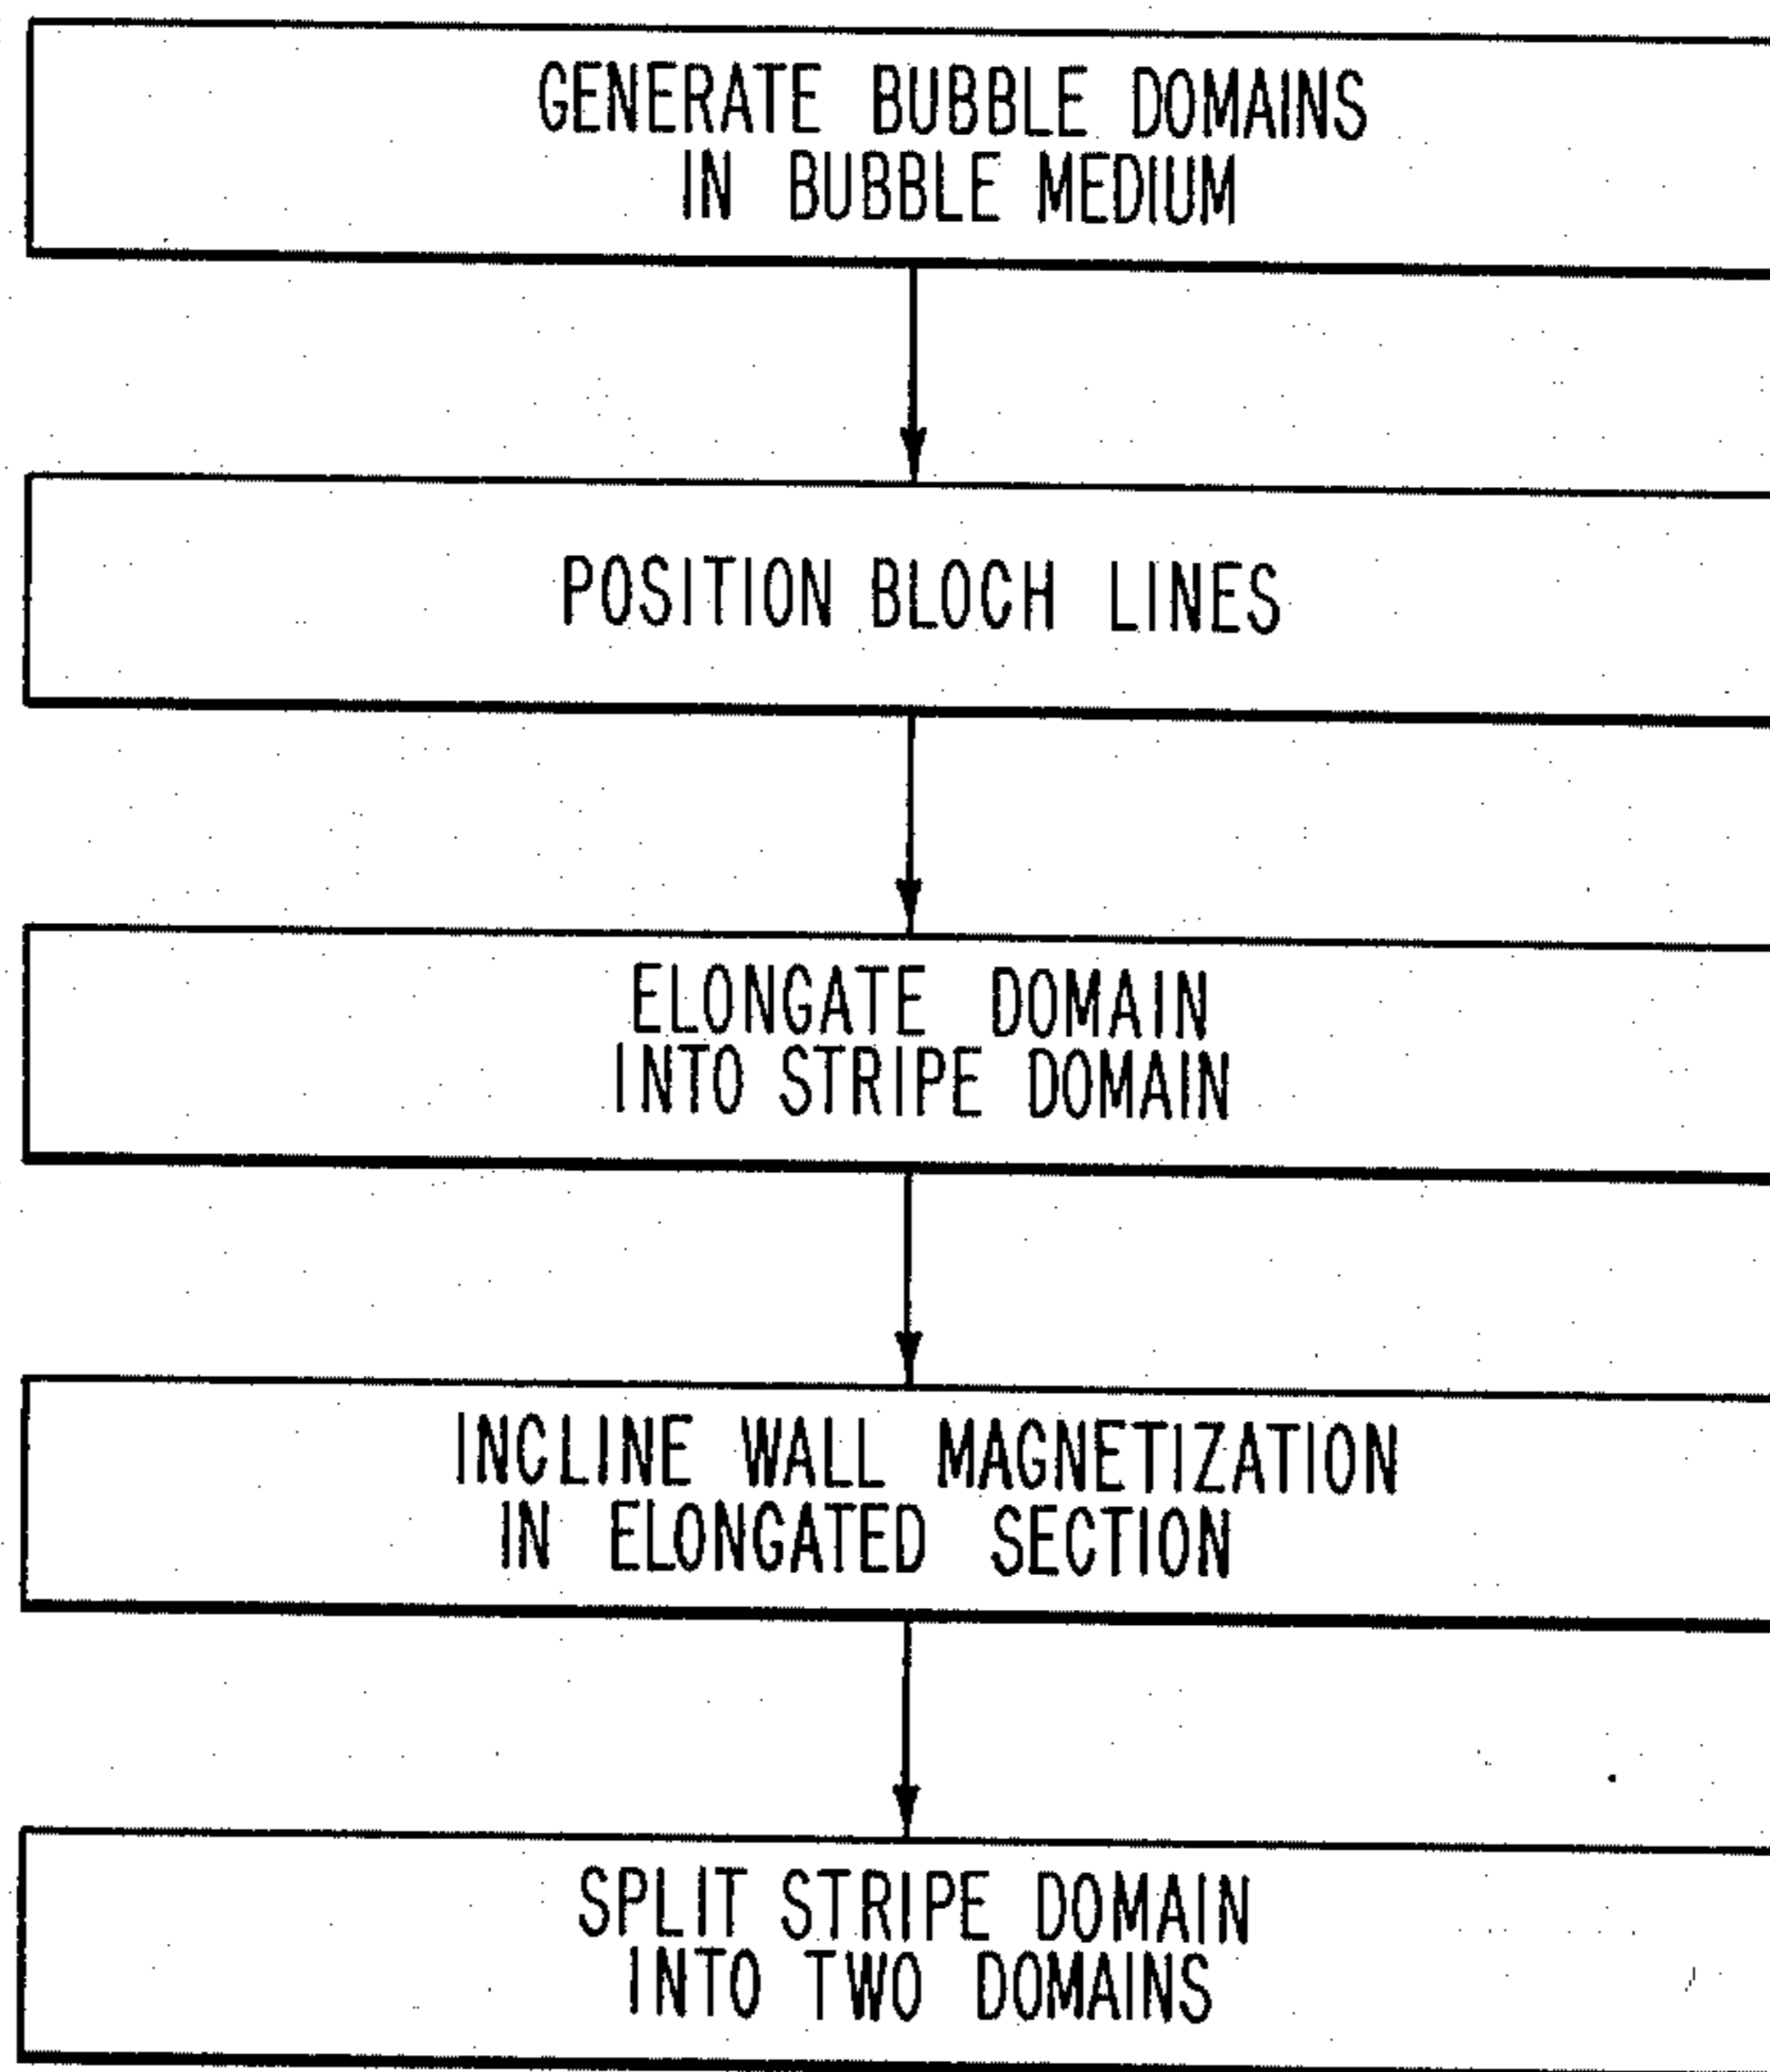 GENERATE BUBBLE DOMAINS
IN BUBBLE MEDIUM
POSITION BLOCH LINES
ELONGATE DOMAIN
INTO STRIPE DOMAIN
INCLINE WALL MAGNETIZATION
IN ELONGATED SECTION
SPLIT STRIPE DOMAIN
INTO TWO DOMAINS